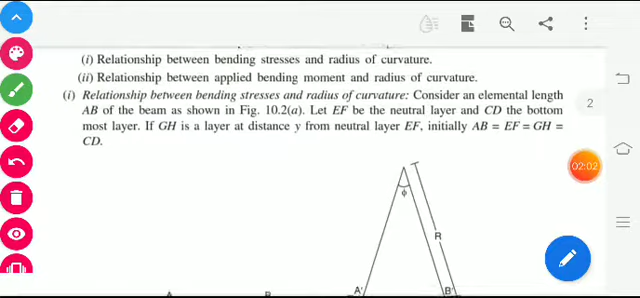 (i) Relationship between bending stresses and radius of curvature.
(ii) Relationship between applied bending moment and radius of curvature.
(i) Relationship between bending stresses and radius of curvature: Consider an elemental length
AB of the beam as shown in Fig. 10.2(a). Let EF be the neutral layer and CD the bottom
most layer. If GH is a layer at distance y from neutral layer EF, initially AB = EF = GH =
CD.
2
02:02
ϕ
R
A
B
A'
B'